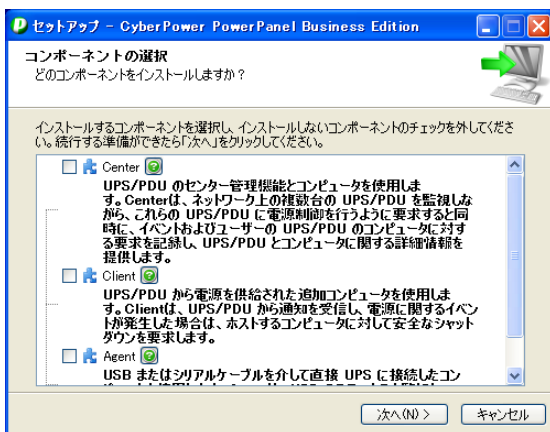 セットアップ - CyberPower PowerPanel Business Edition
コンポーネントの選択
どのコンポーネントをインストールしますか？
インストールするコンポーネントを選択し、インストールしないコンポーネントのチェックを外してくださ
い。続行する準備ができたら「次へ」をクリックしてください。
Center
UPS/PDU のセンター管理機能とコンピュータを使用しま
す。Centerは、ネットワーク上の複数台の UPS/PDU を監視しな
がら、これらの UPS/PDU に電源制御を行うように要求すると同
時に、イベントおよびユーザーの UPS/PDU のコンピュータに対す
る要求を記録し、UPS/PDU とコンピュータに関する詳細情報を
提供します。
Client
UPS/PDU から電源を供給された追加コンピュータを使用しま
す。Clientは、UPS/PDU から通知を受信し、電源に関するイベン
トが発生した場合は、ホストするコンピュータに対して安全なシャット
ダウンを要求します。
Agent
USB またはシリアルケーブルを介して直接 UPS に接続したコン
次へ(N) >
キャンセル